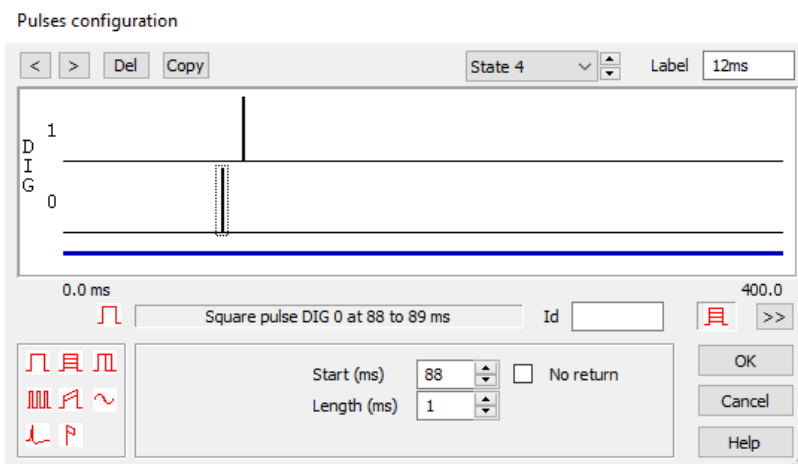 Pulses configuration
< > Del Copy State 4 Label 12ms
1
D
I
G
0
0.0 ms 400.0
Square pulse DIG 0 at 88 to 89 ms Id >>
Start (ms) 88 No return OK
Length (ms) 1 Cancel
Help